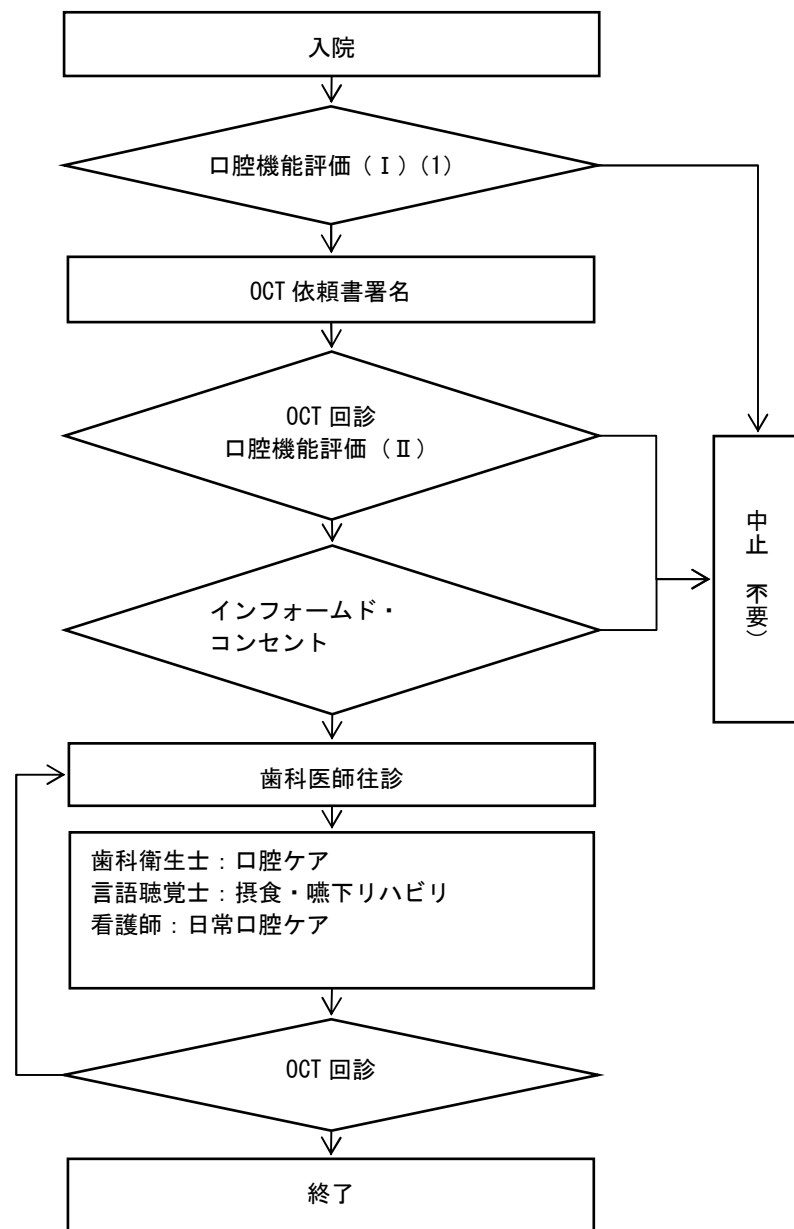 入院
口腔機能評価（Ⅰ）(1)
OCT 依頼書署名
OCT 回診
口腔機能評価（Ⅱ）
中止 不要）
インフォームド・
コンセント
歯科医師往診
歯科衛生士：口腔ケア
言語聴覚士：摂食・嚥下リハビリ
看護師：日常口腔ケア
OCT 回診
終了